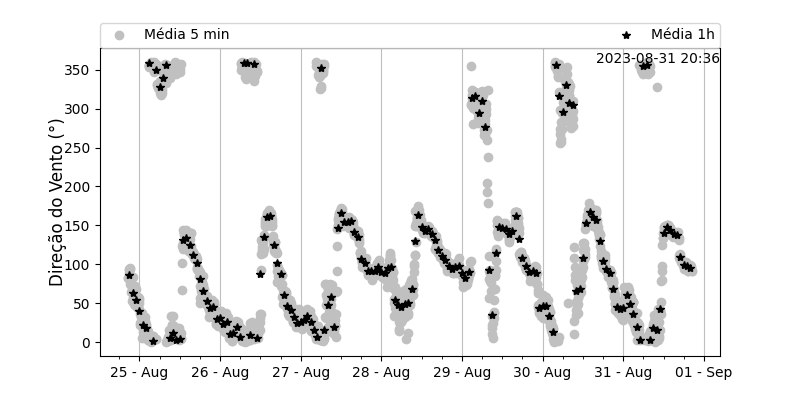 Média 5 min
Média 1h
2023-08-31 20:36
Direção do Vento (°)
350
300
250
200
150
100
50
0
25 - Aug
26 - Aug
27 - Aug
28 - Aug
29 - Aug
30 - Aug
31 - Aug
01 - Sep